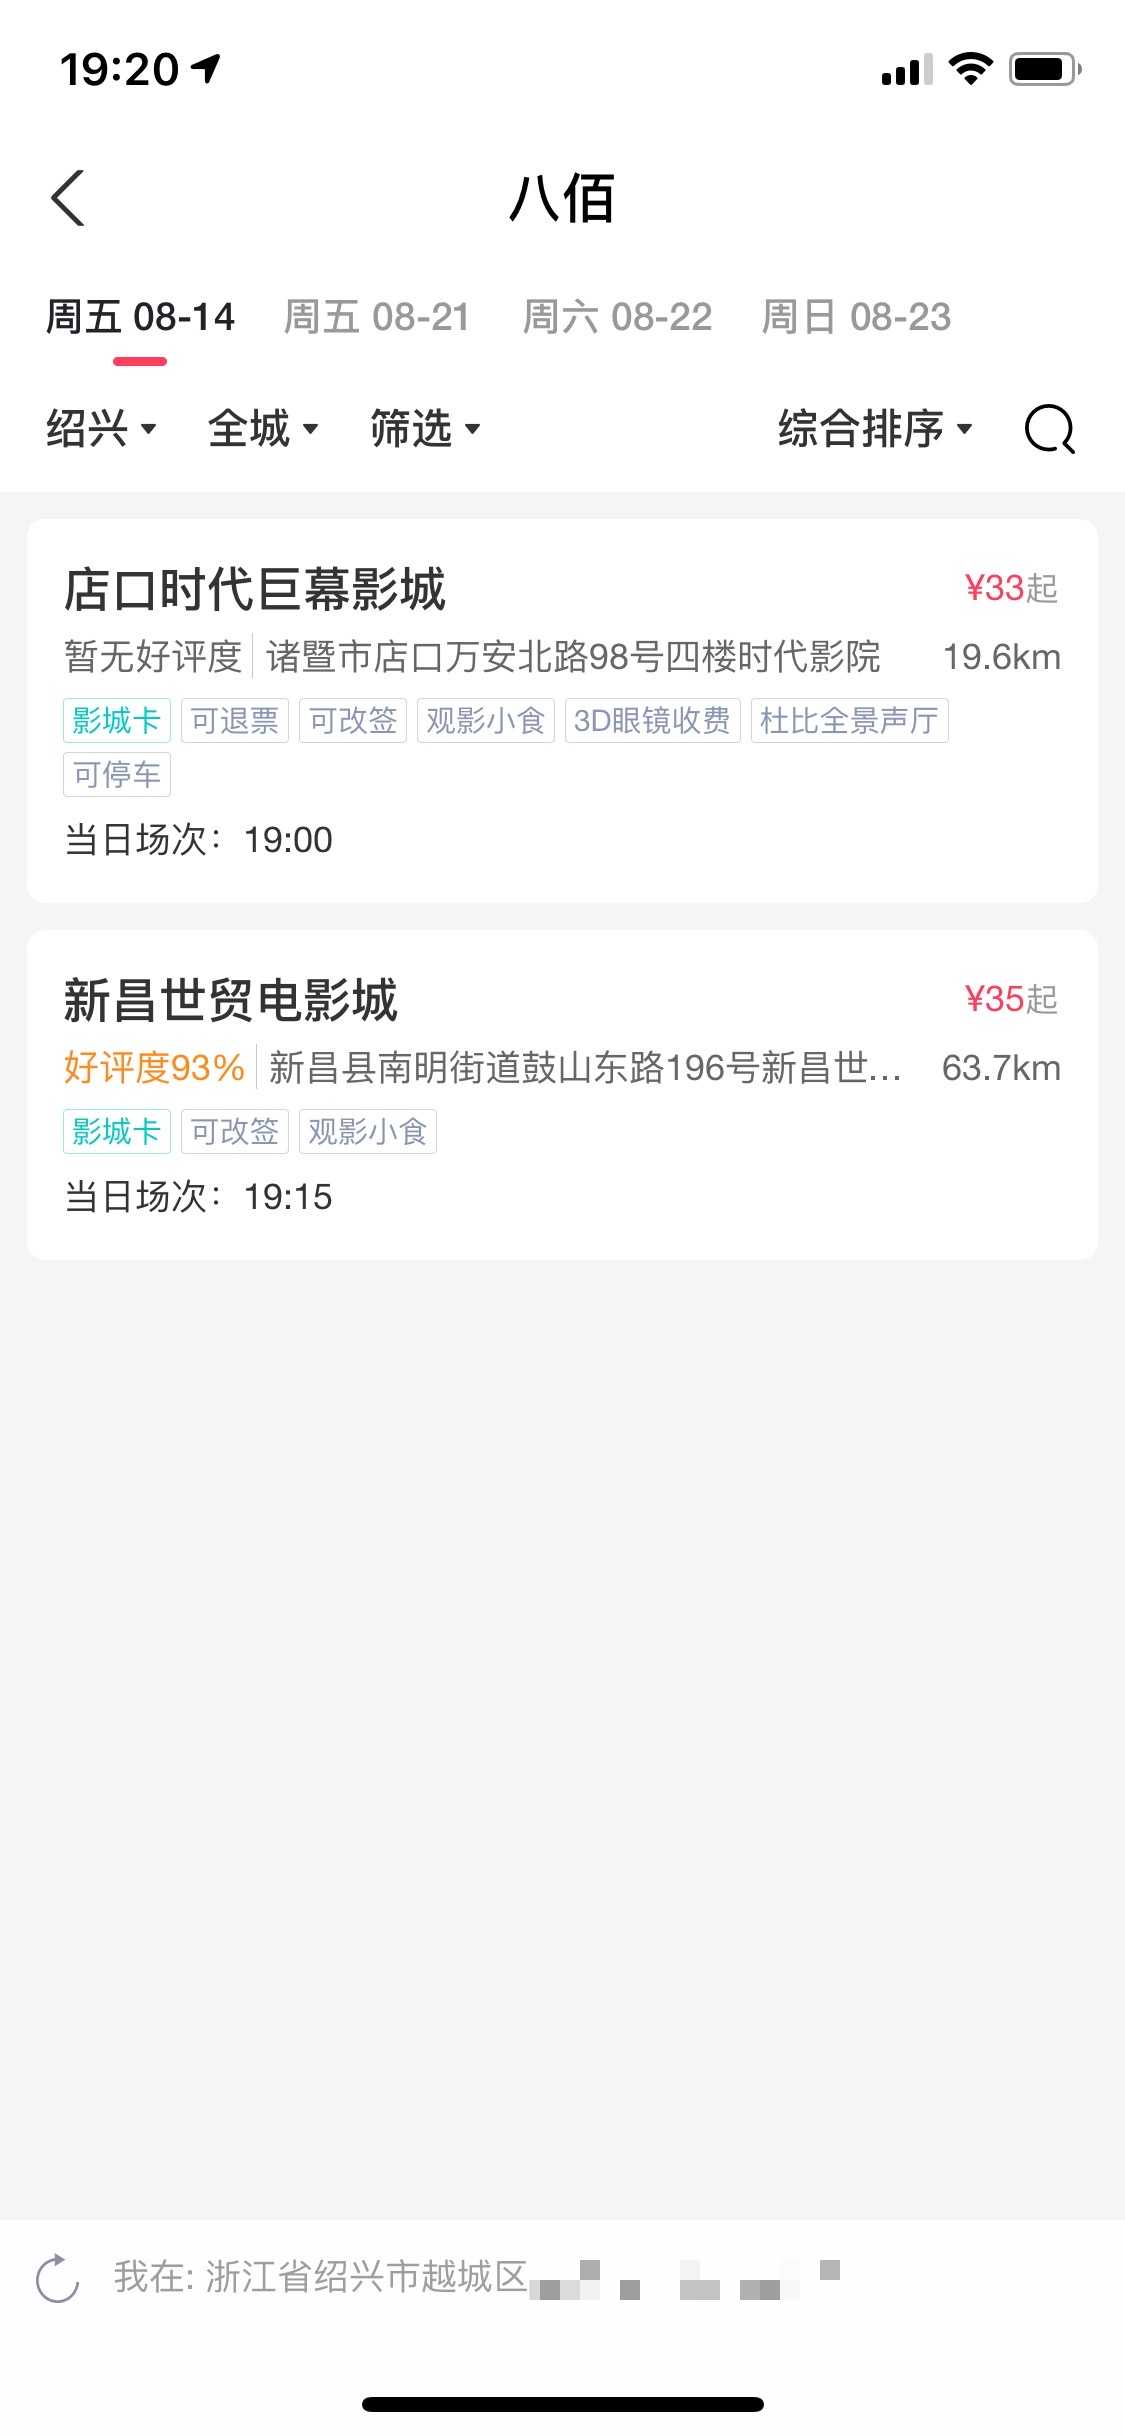 19:20
八佰
周五 08-14 周五 08-21 周六 08-22 周日 08-23
绍兴 全城 筛选 综合排序
店口时代巨幕影城 ¥33起
暂无好评度 诸暨市店口万安北路98号四楼时代影院 19.6km
影城卡 可退票 可改签 观影小食 3D眼镜收费 杜比全景声厅
可停车
当日场次：19:00
新昌世贸电影城 ¥35起
好评度93% 新昌县南明街道鼓山东路196号新昌世... 63.7km
影城卡 可改签 观影小食
当日场次：19:15
我在: 浙江省绍兴市越城区